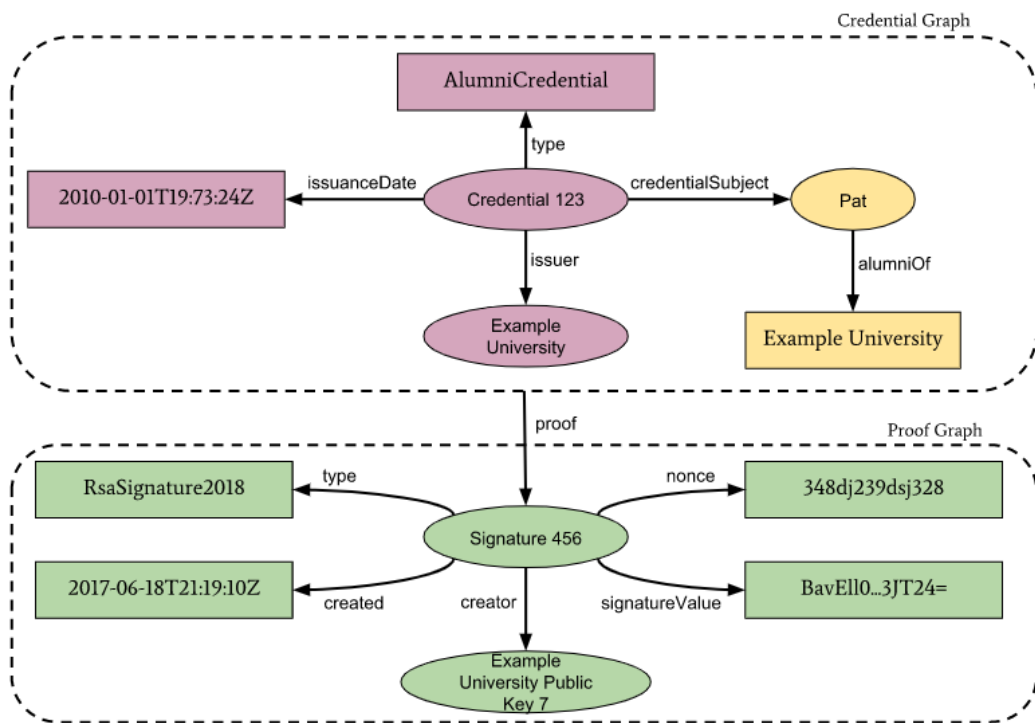 Credential Graph
AlumniCredential
type
2010-01-01T19:73:24Z
issuanceDate
Credential 123
credentialSubject
Pat
issuer
alumniOf
Example
University
Example University
proof
Proof Graph
RsaSignature2018
type
nonce
348dj239dsj328
Signature 456
2017-06-18T21:19:10Z
created
creator
signatureValue
BavEll0...3JT24=
Example
University Public
Key 7